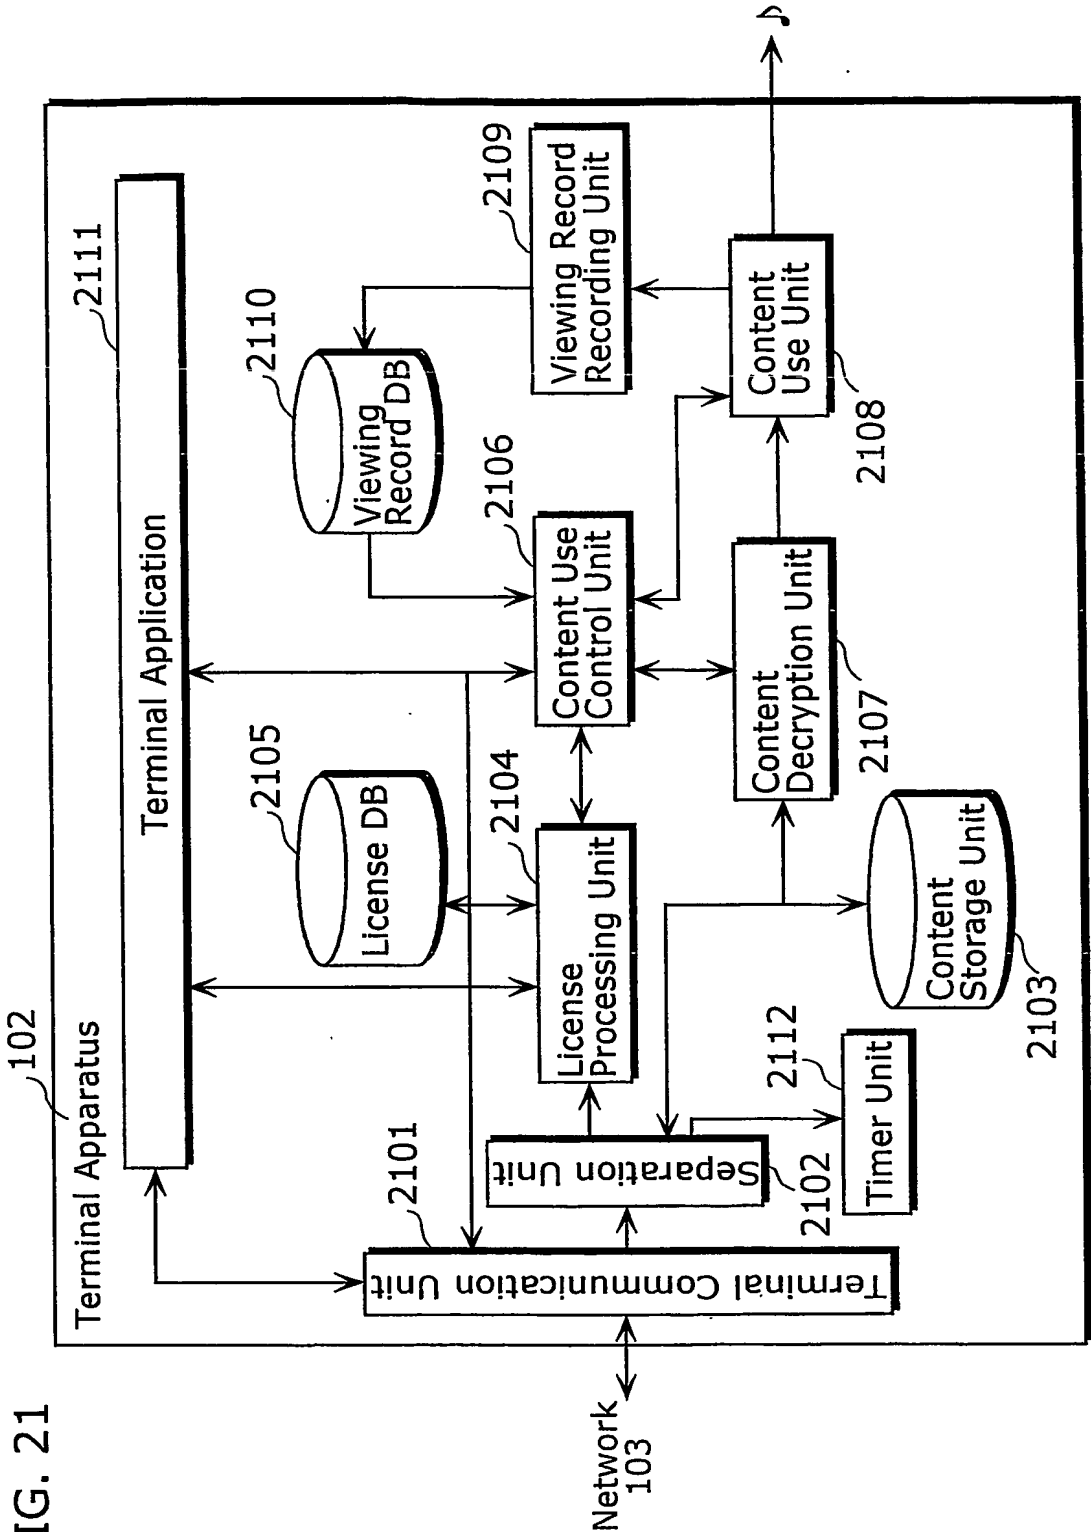 IG. 21
Terminal Apparatus
102
Terminal Application
2111
Network
103
Terminal Communication Unit
2101
Separation Unit
2102
License
Processing Unit
2104
License DB
2105
Content Use
Control Unit
2106
Viewing
Record DB
2110
Viewing Record
Recording Unit
2109
Timer Unit
2112
Content
Storage Unit
2103
Content
Decryption Unit
2107
Content
Use Unit
2108
♪